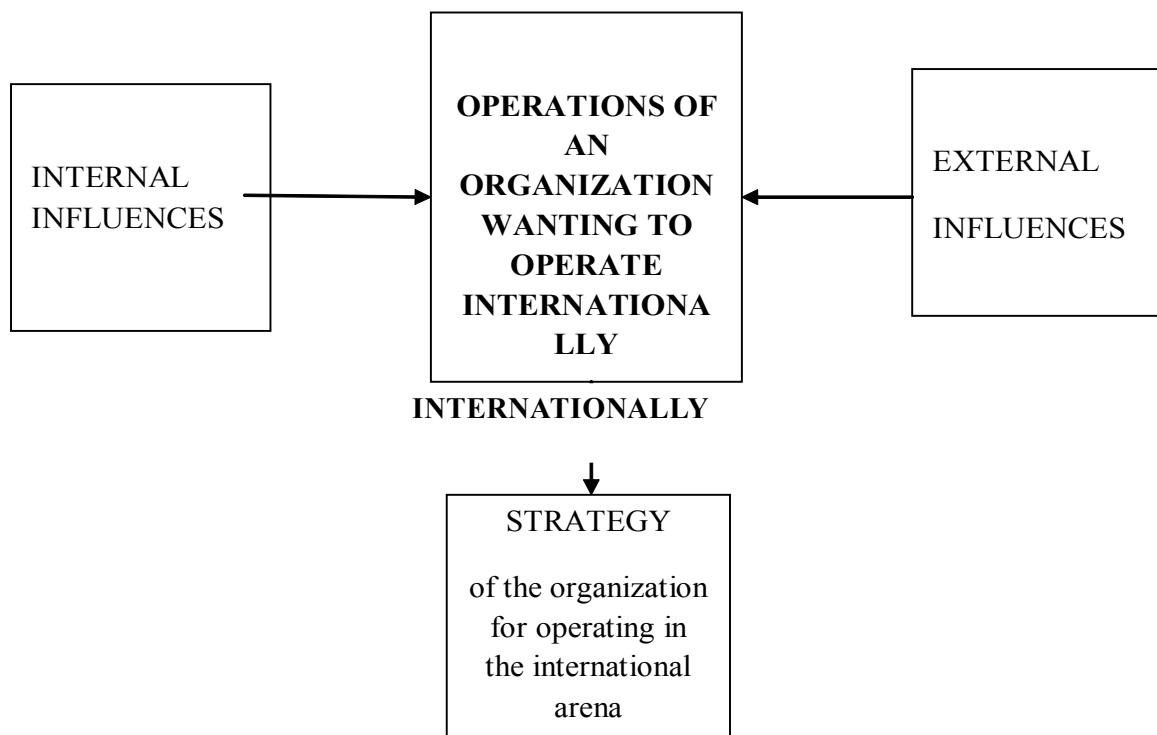 INTERNAL
INFLUENCES
OPERATIONS OF
AN
ORGANIZATION
WANTING TO
OPERATE
INTERNATIONA
LLY
EXTERNAL
INFLUENCES
INTERNATIONALLY
STRATEGY
of the organization
for operating in
the international
arena